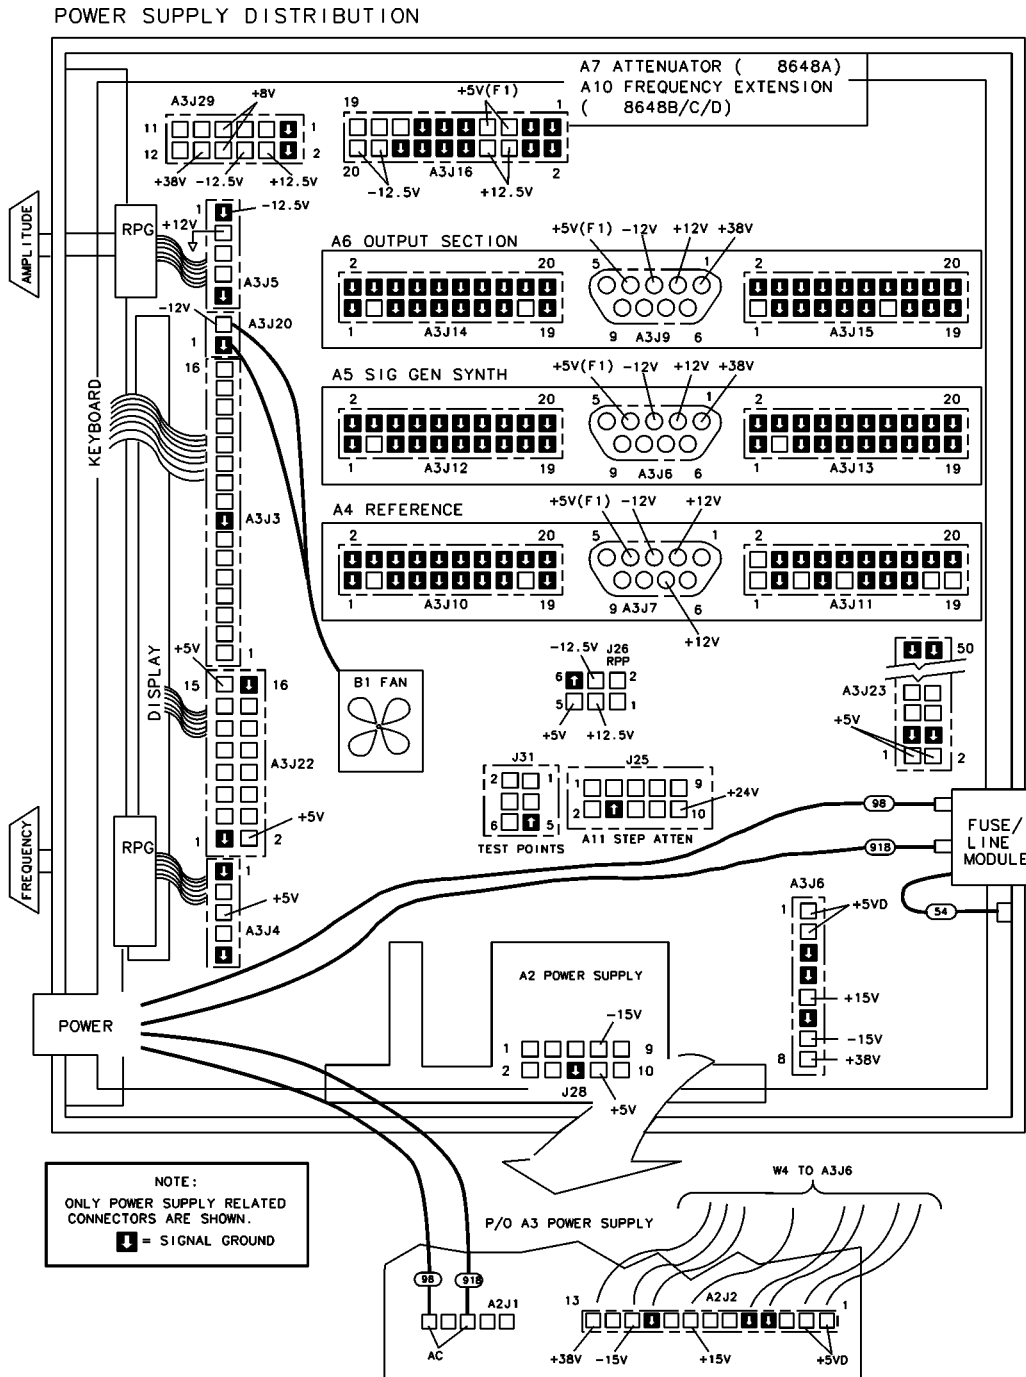 POWER SUPPLY DISTRIBUTION
A7 ATTENUATOR ( 8648A)
A10 FREQUENCY EXTENSION
( 8648B/C/D)
A3J29
+8V
11
1
12
2
+38V -12.5V +12.5V
19
+5V(F1)
1
20
A3J16
2
-12.5V
+12.5V
AMPLITUDE
RPG
+12V
1
-12.5V
A3J5
-12V
A3J20
1
A6 OUTPUT SECTION
+5V(F1) -12V +12V +38V
2
20
5
1
2
20
1
A3J14
19
9
A3J9
6
1
A3J15
19
KEYBOARD
16
A3J3
1
A5 SIG GEN SYNTH
+5V(F1) -12V +12V +38V
2
20
5
1
2
20
1
A3J12
19
9
A3J6
6
1
A3J13
19
A4 REFERENCE
+5V(F1) -12V +12V
2
20
5
1
2
20
1
A3J10
19
9
A3J7
6
1
A3J11
19
+12V
DISPLAY
+5V
15
16
A3J22
1
2
+5V
B1 FAN
-12.5V
J26
RPP
6
2
5
1
+5V
+12.5V
50
A3J23
+5V
1
2
J31
2
1
6
5
TEST POINTS
J25
1
9
2
10
+24V
A11 STEP ATTEN
98
918
54
FUSE/
LINE
MODULE
FREQUENCY
RPG
1
+5V
A3J4
A3J6
1
+5VD
+15V
-15V
8
+38V
POWER
A2 POWER SUPPLY
-15V
1
9
2
10
J28
+5V
NOTE:
ONLY POWER SUPPLY RELATED
CONNECTORS ARE SHOWN.
= SIGNAL GROUND
W4 TO A3J6
P/O A3 POWER SUPPLY
98
918
A2J1
AC
13
A2J2
1
+38V
-15V
+15V
+5VD